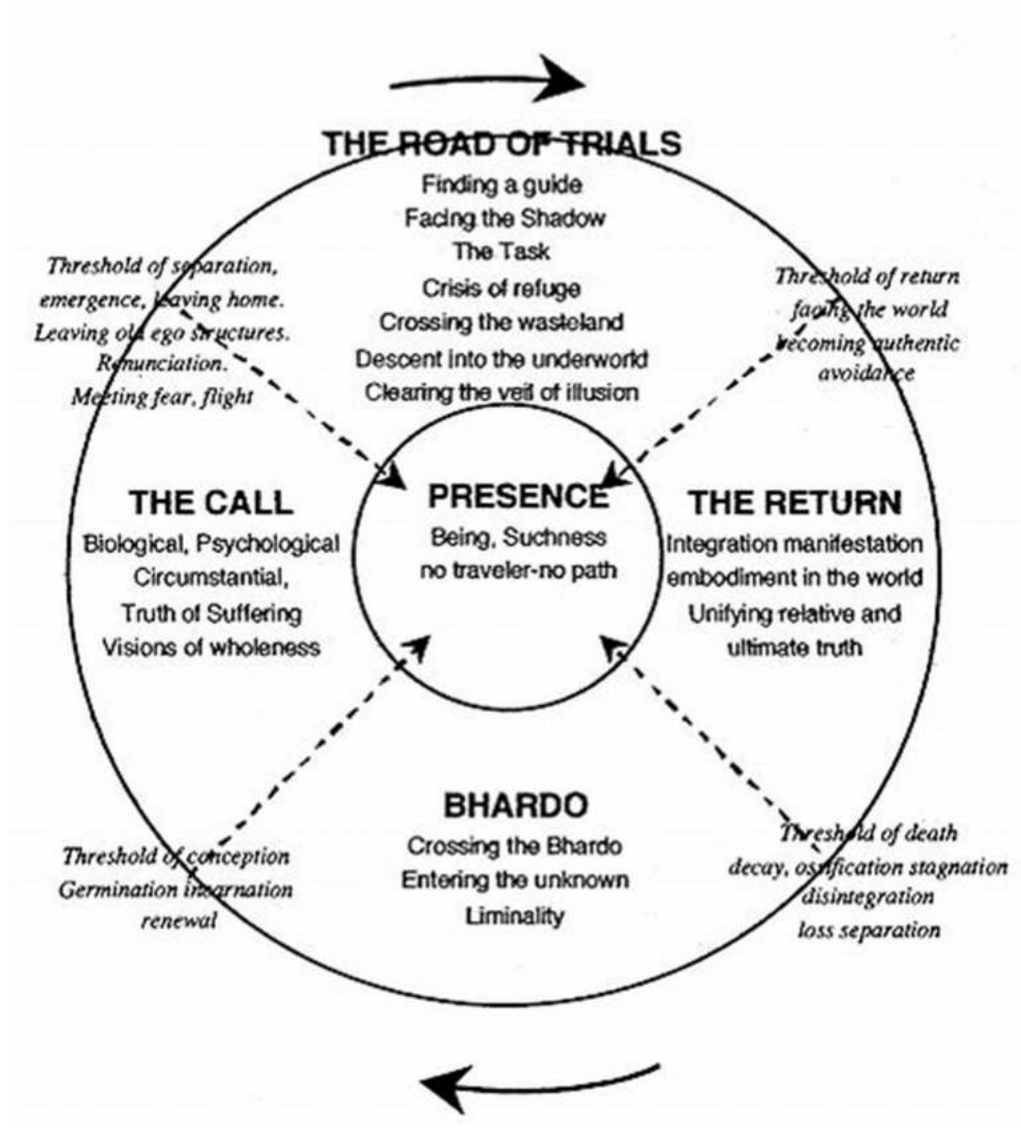 THE ROAD OF TRIALS
Finding a guide
Facing the Shadow
The Task
Crisis of refuge
Crossing the wasteland
Descent into the underworld
Clearing the veil of illusion
Threshold of separation,
emergence, leaving home.
Leaving old ego structures.
Renunciation.
Meeting fear, flight
Threshold of return
facing the world
becoming authentic
avoidance
THE CALL
Biological, Psychological
Circumstantial,
Truth of Suffering
Visions of wholeness
PRESENCE
Being, Suchness
no traveler-no path
THE RETURN
Integration manifestation
embodiment in the world
Unifying relative and
ultimate truth
BHARDO
Crossing the Bhardo
Entering the unknown
Liminality
Threshold of conception
Germination incarnation
renewal
Threshold of death
decay, ossification stagnation
disintegration
loss separation